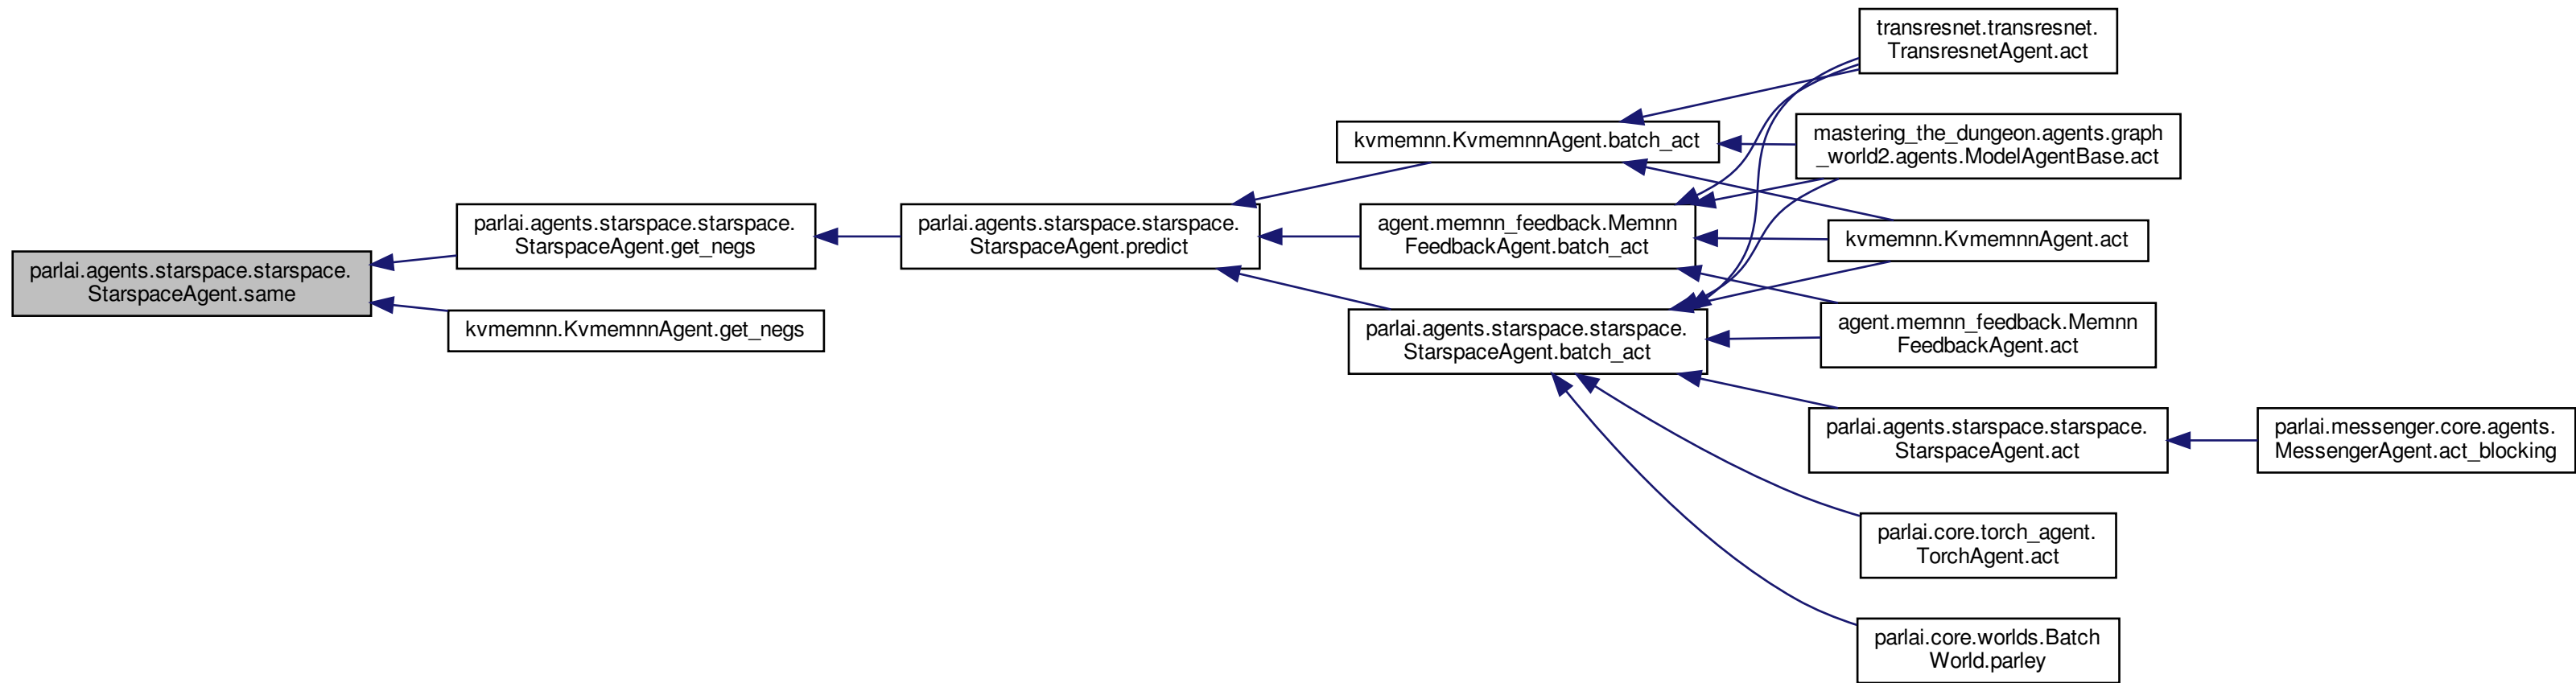 parlai.agents.starspace.starspace.
StarspaceAgent.same
parlai.agents.starspace.starspace.
StarspaceAgent.get_negs
kvmemnn.KvmemnnAgent.get_negs
parlai.agents.starspace.starspace.
StarspaceAgent.predict
kvmemnn.KvmemnnAgent.batch_act
agent.memnn_feedback.Memnn
FeedbackAgent.batch_act
parlai.agents.starspace.starspace.
StarspaceAgent.batch_act
transresnet.transresnet.
TransresnetAgent.act
mastering_the_dungeon.agents.graph
_world2.agents.ModelAgentBase.act
kvmemnn.KvmemnnAgent.act
agent.memnn_feedback.Memnn
FeedbackAgent.act
parlai.agents.starspace.starspace.
StarspaceAgent.act
parlai.core.torch_agent.
TorchAgent.act
parlai.core.worlds.Batch
World.parley
parlai.messenger.core.agents.
MessengerAgent.act_blocking